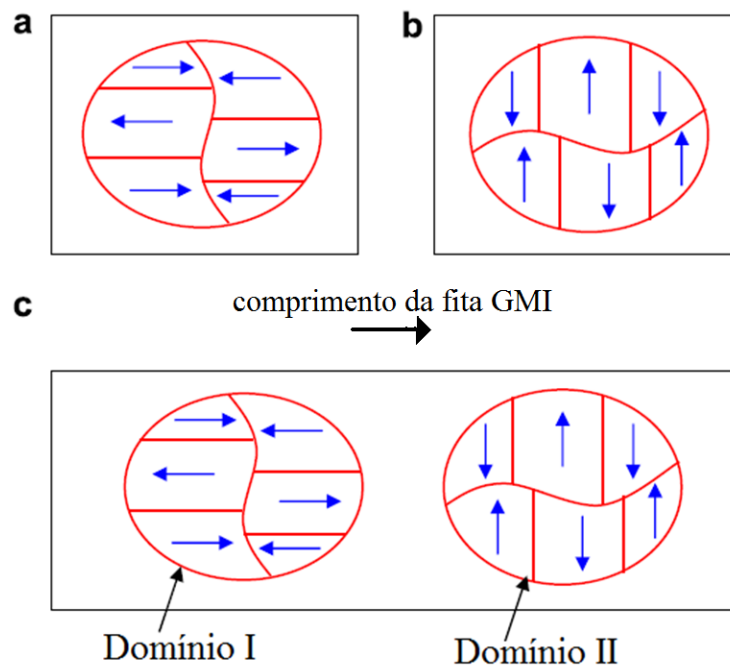 a
b
c
comprimento da fita GMI
Domínio I
Domínio II